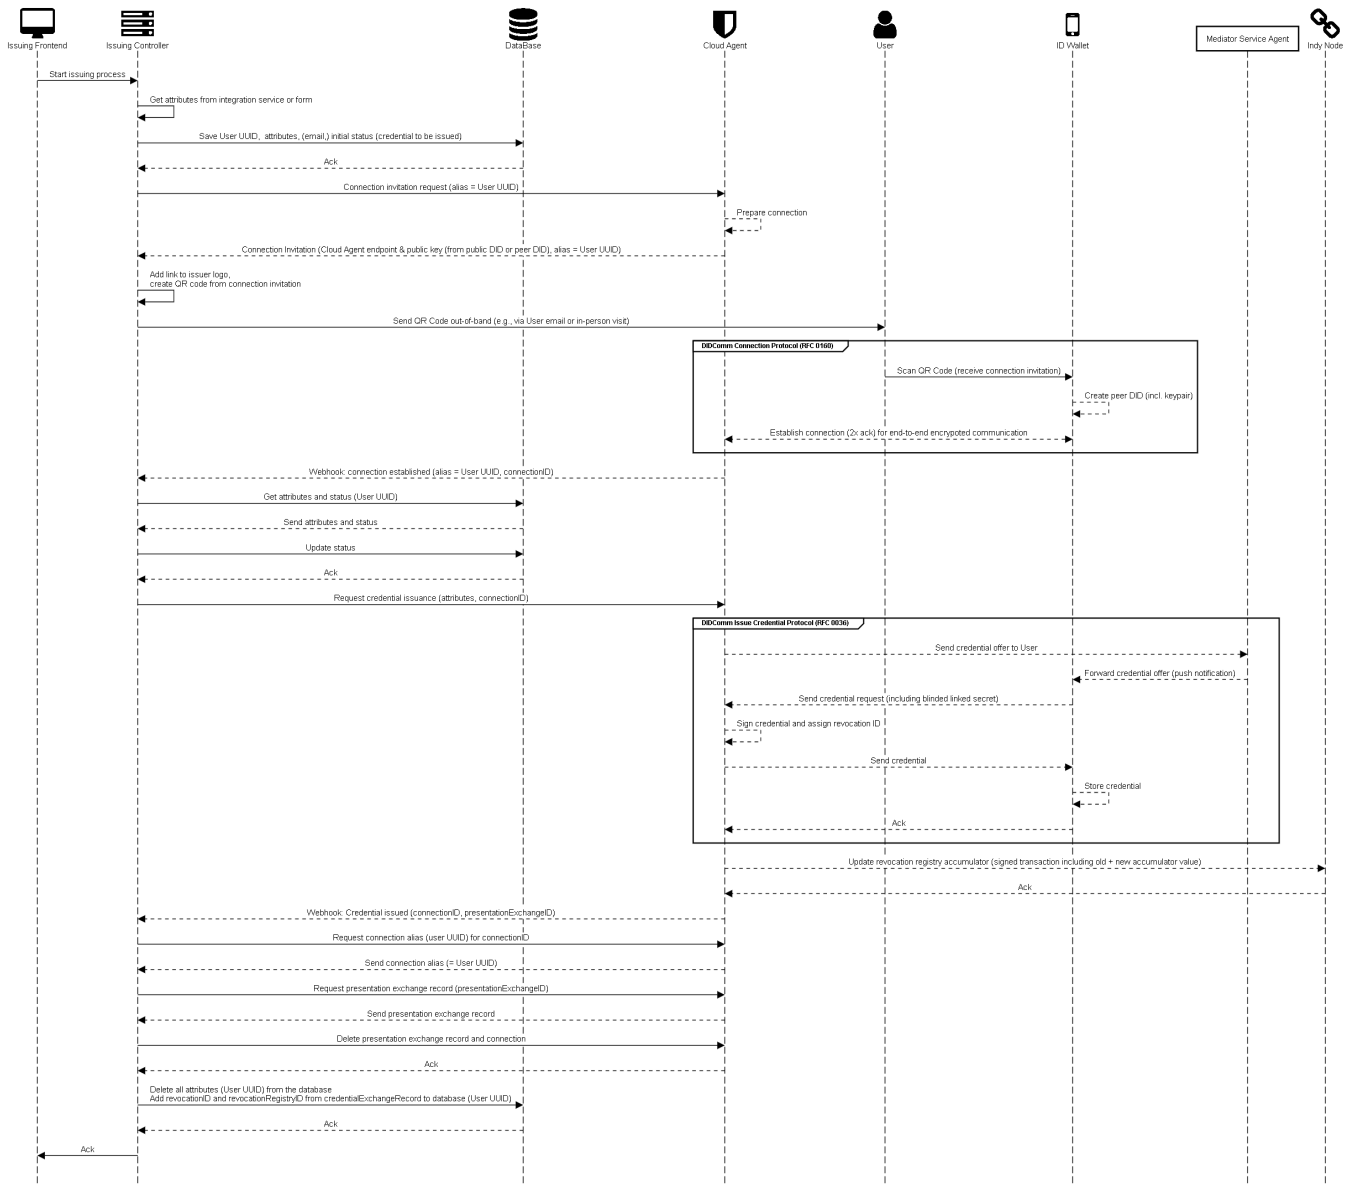 Issuing Frontend
Issuing Controller
DataBase
Cloud Agent
User
ID Wallet
Mediator Service Agent
Indy Node
Start issuing process
Get attributes from integration service or form
Save User UUID, attributes, (email,) initial status (credential to be issued)
Ack
Connection invitation request (alias = User UUID)
Prepare connection
Connection Invitation (Cloud Agent endpoint & public key (from public DID or peer DID), alias = User UUID)
Add link to issuer logo,
create QR code from connection invitation
Send QR Code out-of-band (e.g., via User email or in-person visit)
DIDComm Connection Protocol (RFC 0160)
Scan QR Code (receive connection invitation)
Create peer DID (incl. keypair)
Establish connection (2x ack) for end-to-end encrypoted communication
Webhook: connection established (alias = User UUID, connectionID)
Get attributes and status (User UUID)
Send attributes and status
Update status
Ack
Request credential issuance (attributes, connectionID)
DIDComm Issue Credential Protocol (RFC 0036)
Send credential offer to User
Forward credential offer (push notification)
Send credential request (including blinded linked secret)
Sign credential and assign revocation ID
Send credential
Store credential
Ack
Update revocation registry accumulator (signed transaction including old + new accumulator value)
Ack
Webhook: Credential issued (connectionID, presentationExchangeID)
Request connection alias (user UUID) for connectionID
Send connection alias (= User UUID)
Request presentation exchange record (presentationExchangeID)
Send presentation exchange record
Delete presentation exchange record and connection
Ack
Delete all attributes (User UUID) from the database
Add revocationID and revocationRegistryID from credentialExchangeRecord to database (User UUID)
Ack
Ack